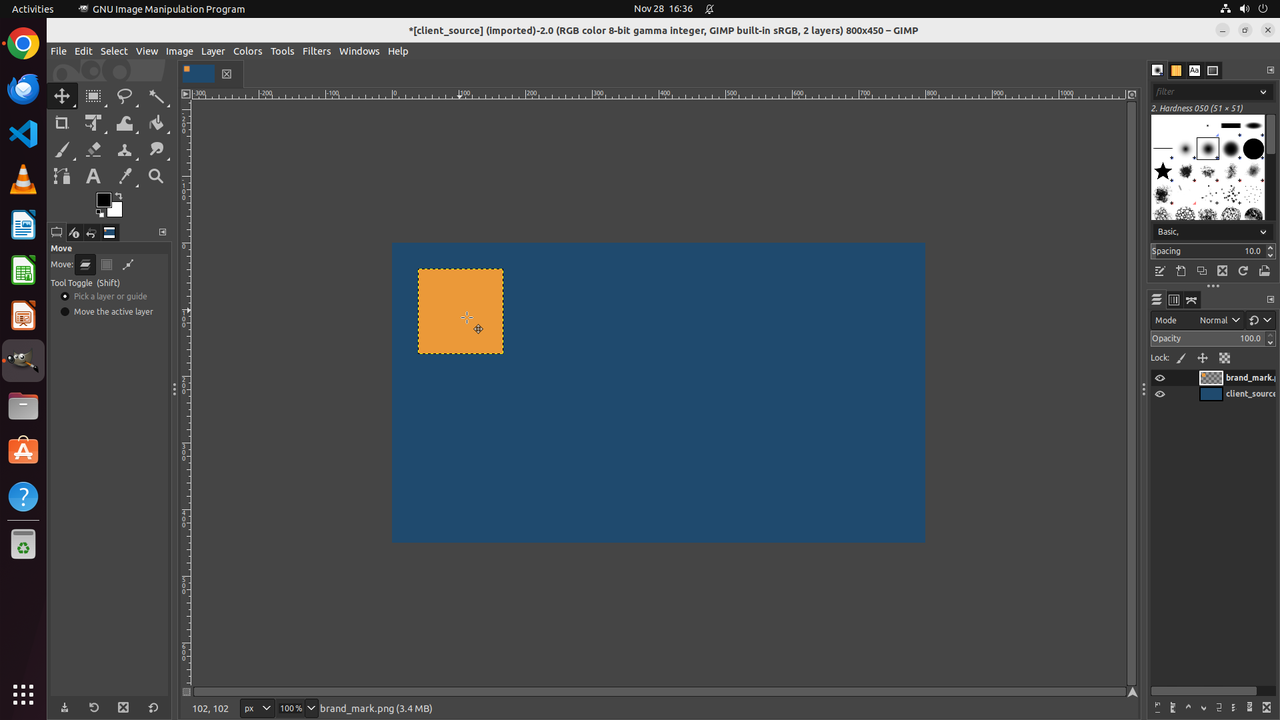 Activities
GNU Image Manipulation Program
Nov 28 16:36
*[client_source] (imported)-2.0 (RGB color 8-bit gamma integer, GIMP built-in sRGB, 2 layers) 800x450 – GIMP
File Edit Select View Image Layer Colors Tools Filters Windows Help
filter
2. Hardness 050 (51 × 51)
Basic,
Spacing 10.0
Move
Move:
Tool Toggle (Shift)
Pick a layer or guide
Move the active layer
Mode Normal
Opacity 100.0
Lock:
brand_mark.
client_source
102, 102 px 100 % brand_mark.png (3.4 MB)